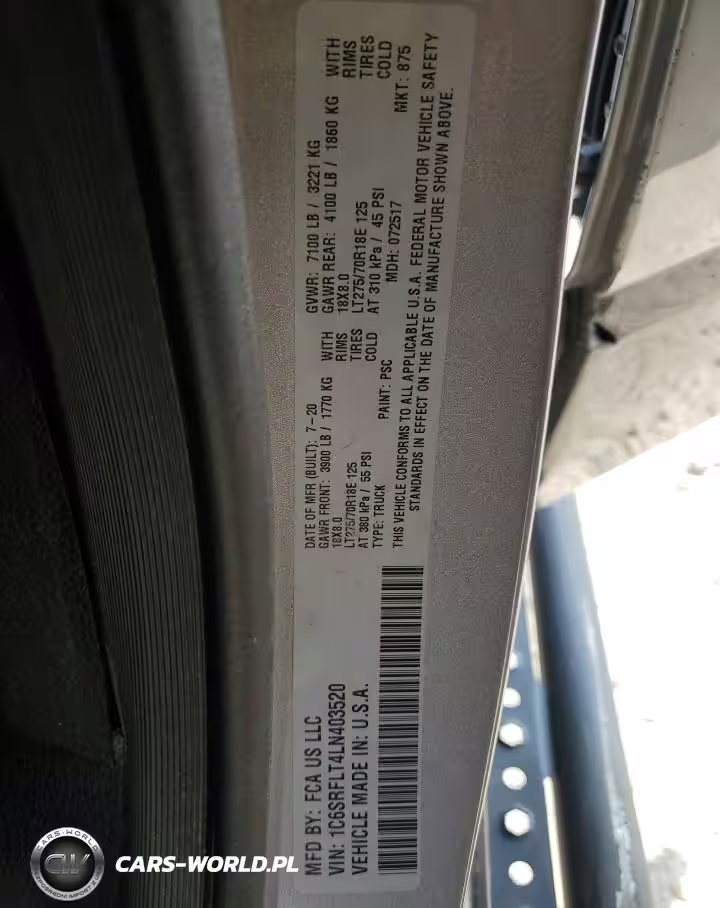 MFD BY: FCA US LLC
VIN: 1C6SRFLT4LN403520
VEHICLE MADE IN: U.S.A.
DATE OF MFR (BUILT): 7-20
GAWR FRONT: 3900 LB / 1770 KG WITH
18X8.0 RIMS
LT275/70R18E 125 TIRES
AT 380 kPa / 55 PSI COLD
TYPE: TRUCK PAINT: PSC
GVWR: 7100 LB / 3221 KG
GAWR REAR: 4100 LB / 1860 KG WITH
18X8.0 RIMS
LT275/70R18E 125 TIRES
AT 310 kPa / 45 PSI COLD
MDH: 072517 MKT: 875
THIS VEHICLE CONFORMS TO ALL APPLICABLE U.S.A. FEDERAL MOTOR VEHICLE SAFETY
STANDARDS IN EFFECT ON THE DATE OF MANUFACTURE SHOWN ABOVE.
CARS-WORLD
CW
CARS-WORLD.PL